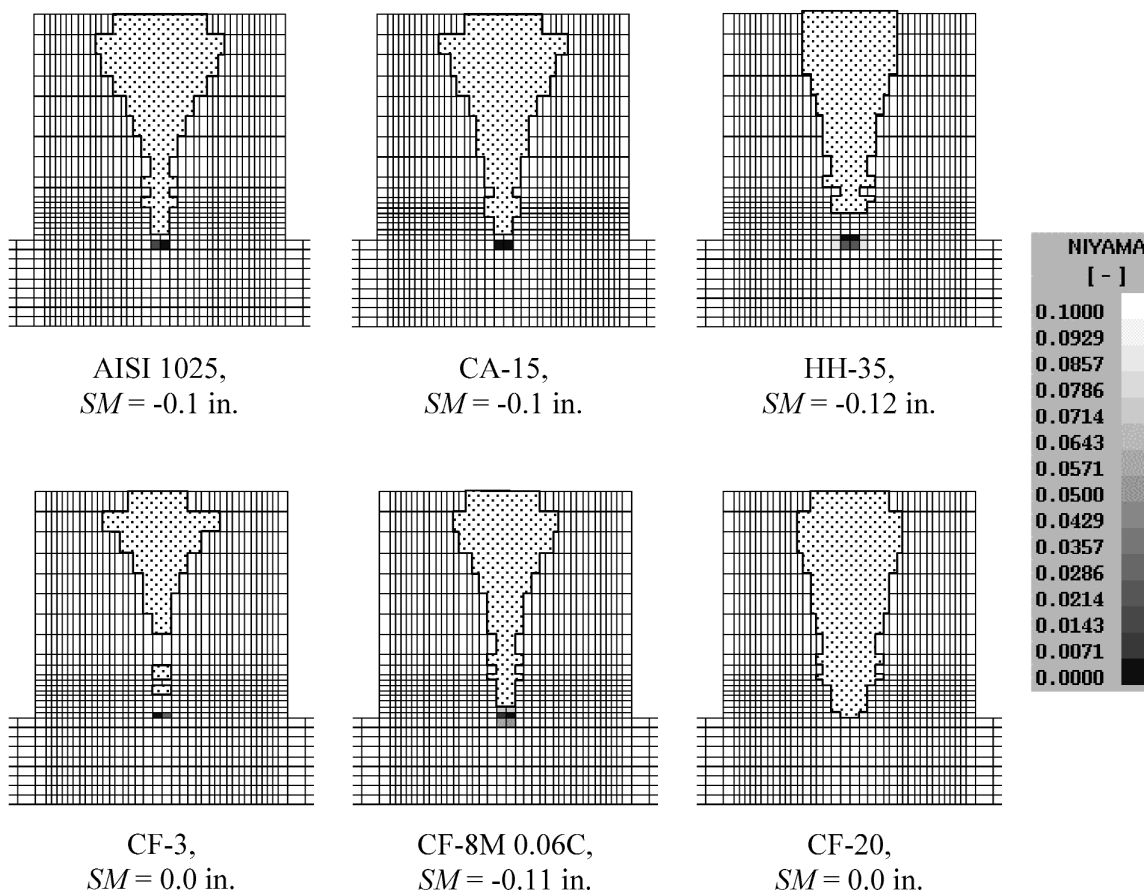 AISI 1025,
SM = -0.1 in.
CA-15,
SM = -0.1 in.
HH-35,
SM = -0.12 in.
CF-3,
SM = 0.0 in.
CF-8M 0.06C,
SM = -0.11 in.
CF-20,
SM = 0.0 in.
NIYAMA
[ - ]
0.1000
0.0929
0.0857
0.0786
0.0714
0.0643
0.0571
0.0500
0.0429
0.0357
0.0286
0.0214
0.0143
0.0071
0.0000